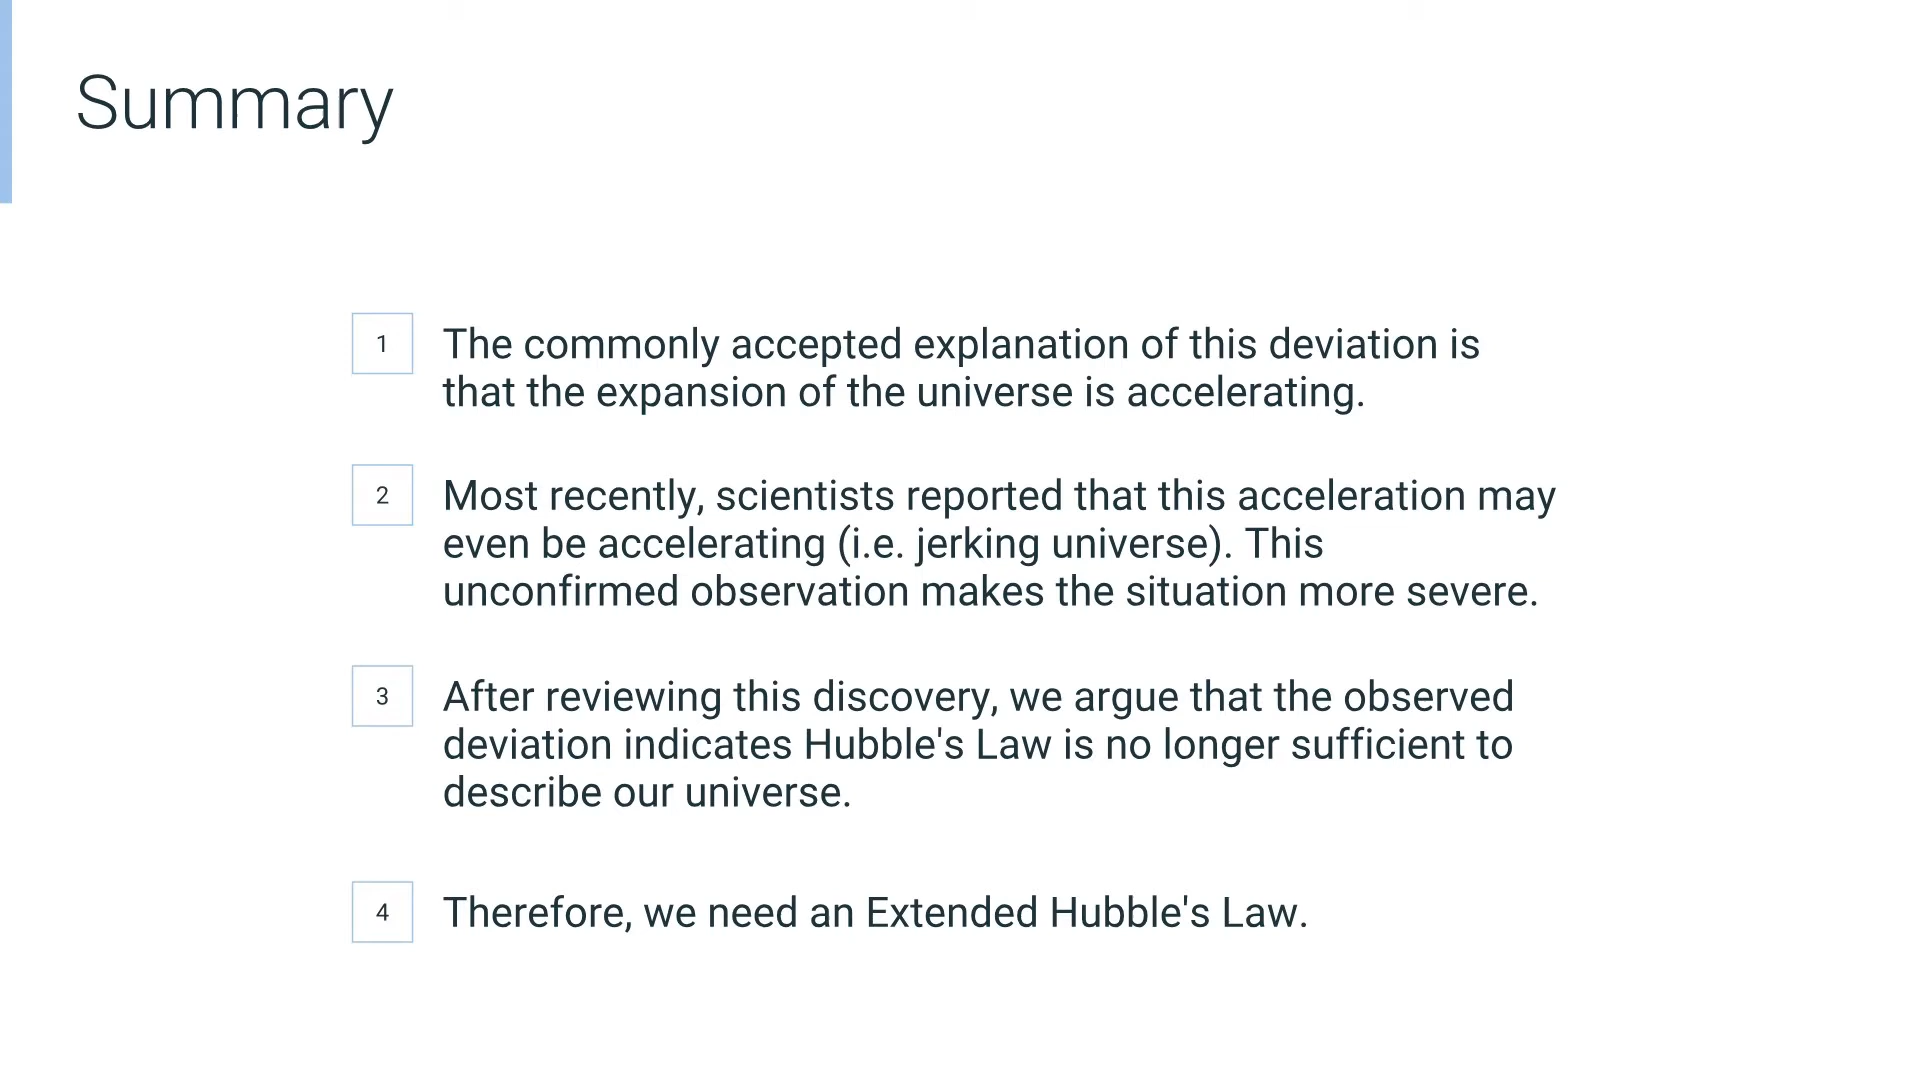 Summary
1
The commonly accepted explanation of this deviation is
that the expansion of the universe is accelerating.
2
Most recently, scientists reported that this acceleration may
even be accelerating (i.e. jerking universe). This
unconfirmed observation makes the situation more severe.
3
After reviewing this discovery, we argue that the observed
deviation indicates Hubble's Law is no longer sufficient to
describe our universe.
4
Therefore, we need an Extended Hubble's Law.